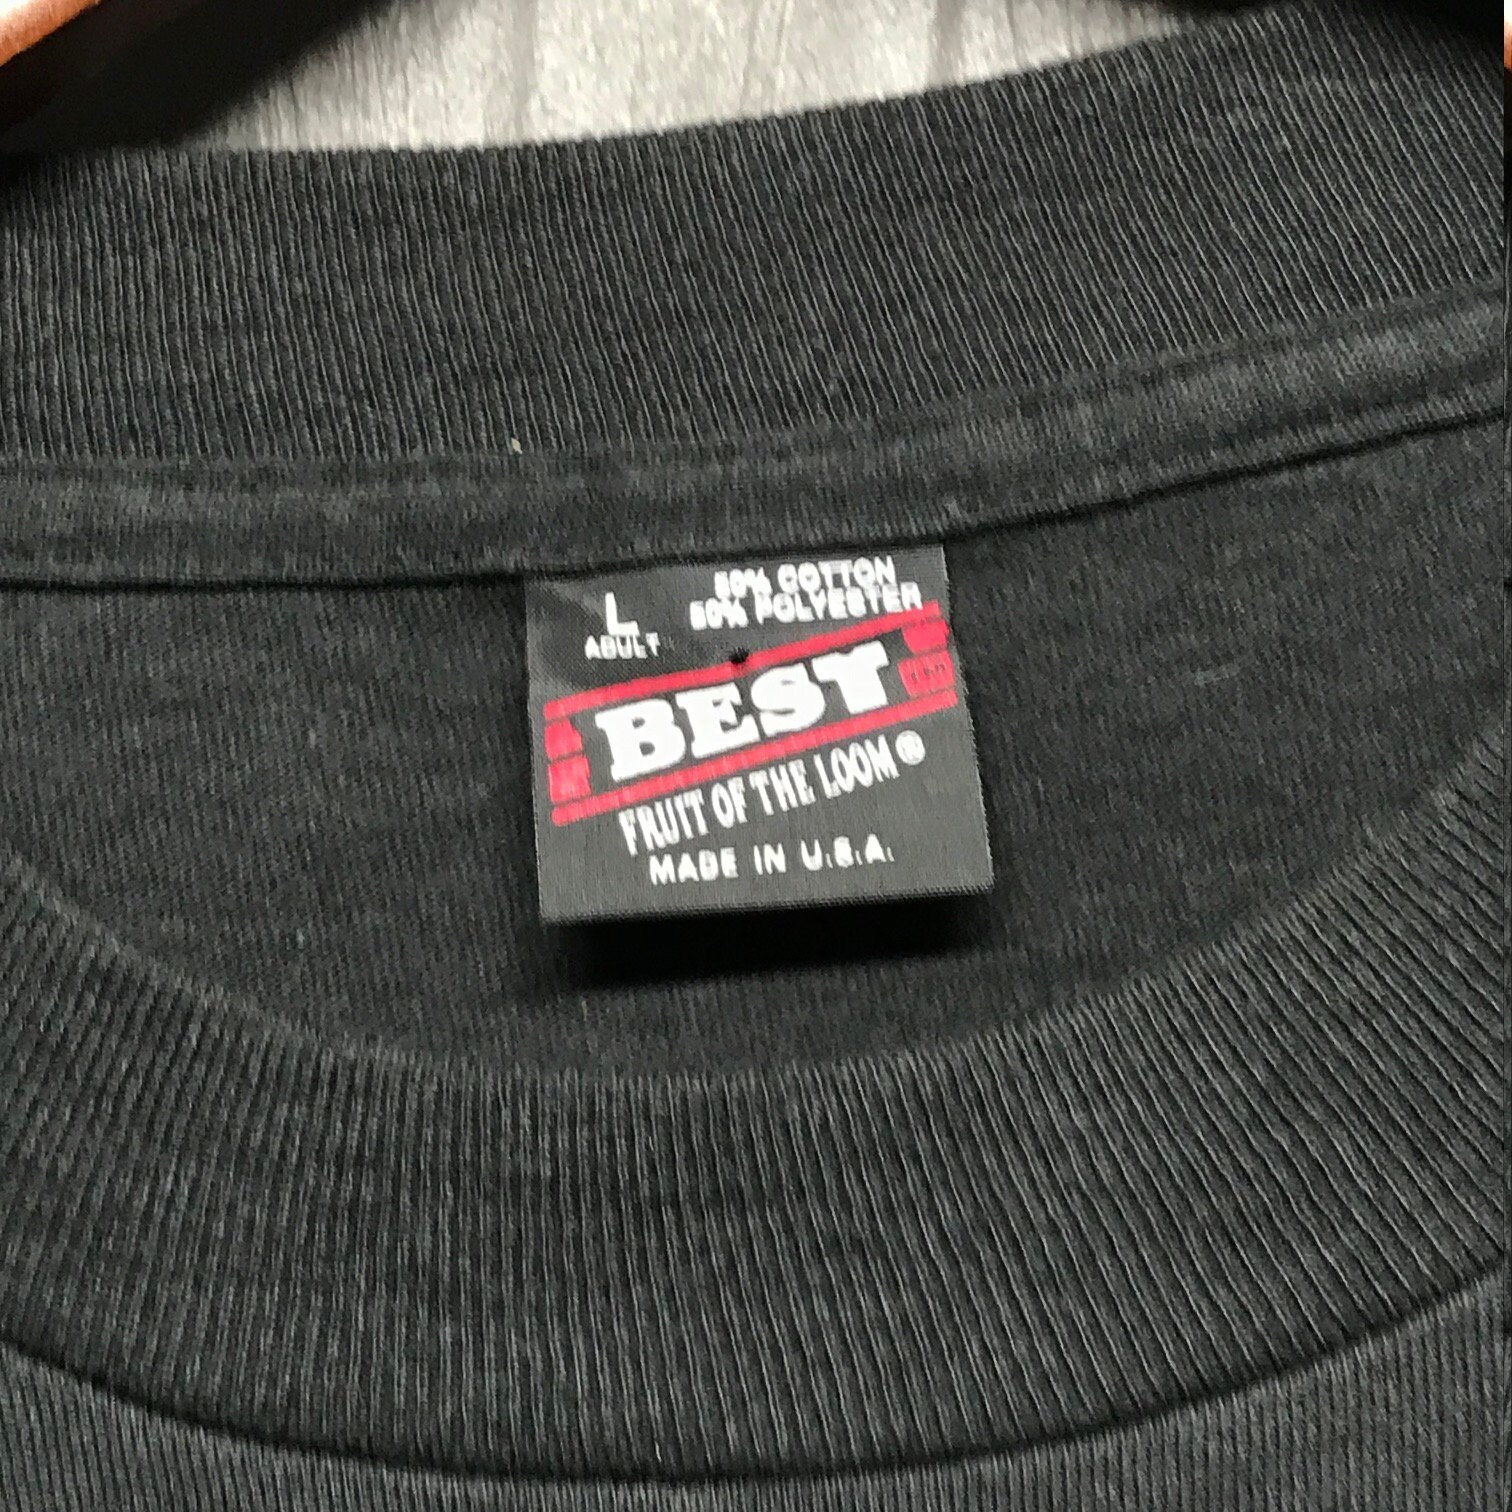 L
ADULT
50% COTTON
50% POLYESTER
BEST
FRUIT OF THE LOOM®
MADE IN U.S.A.